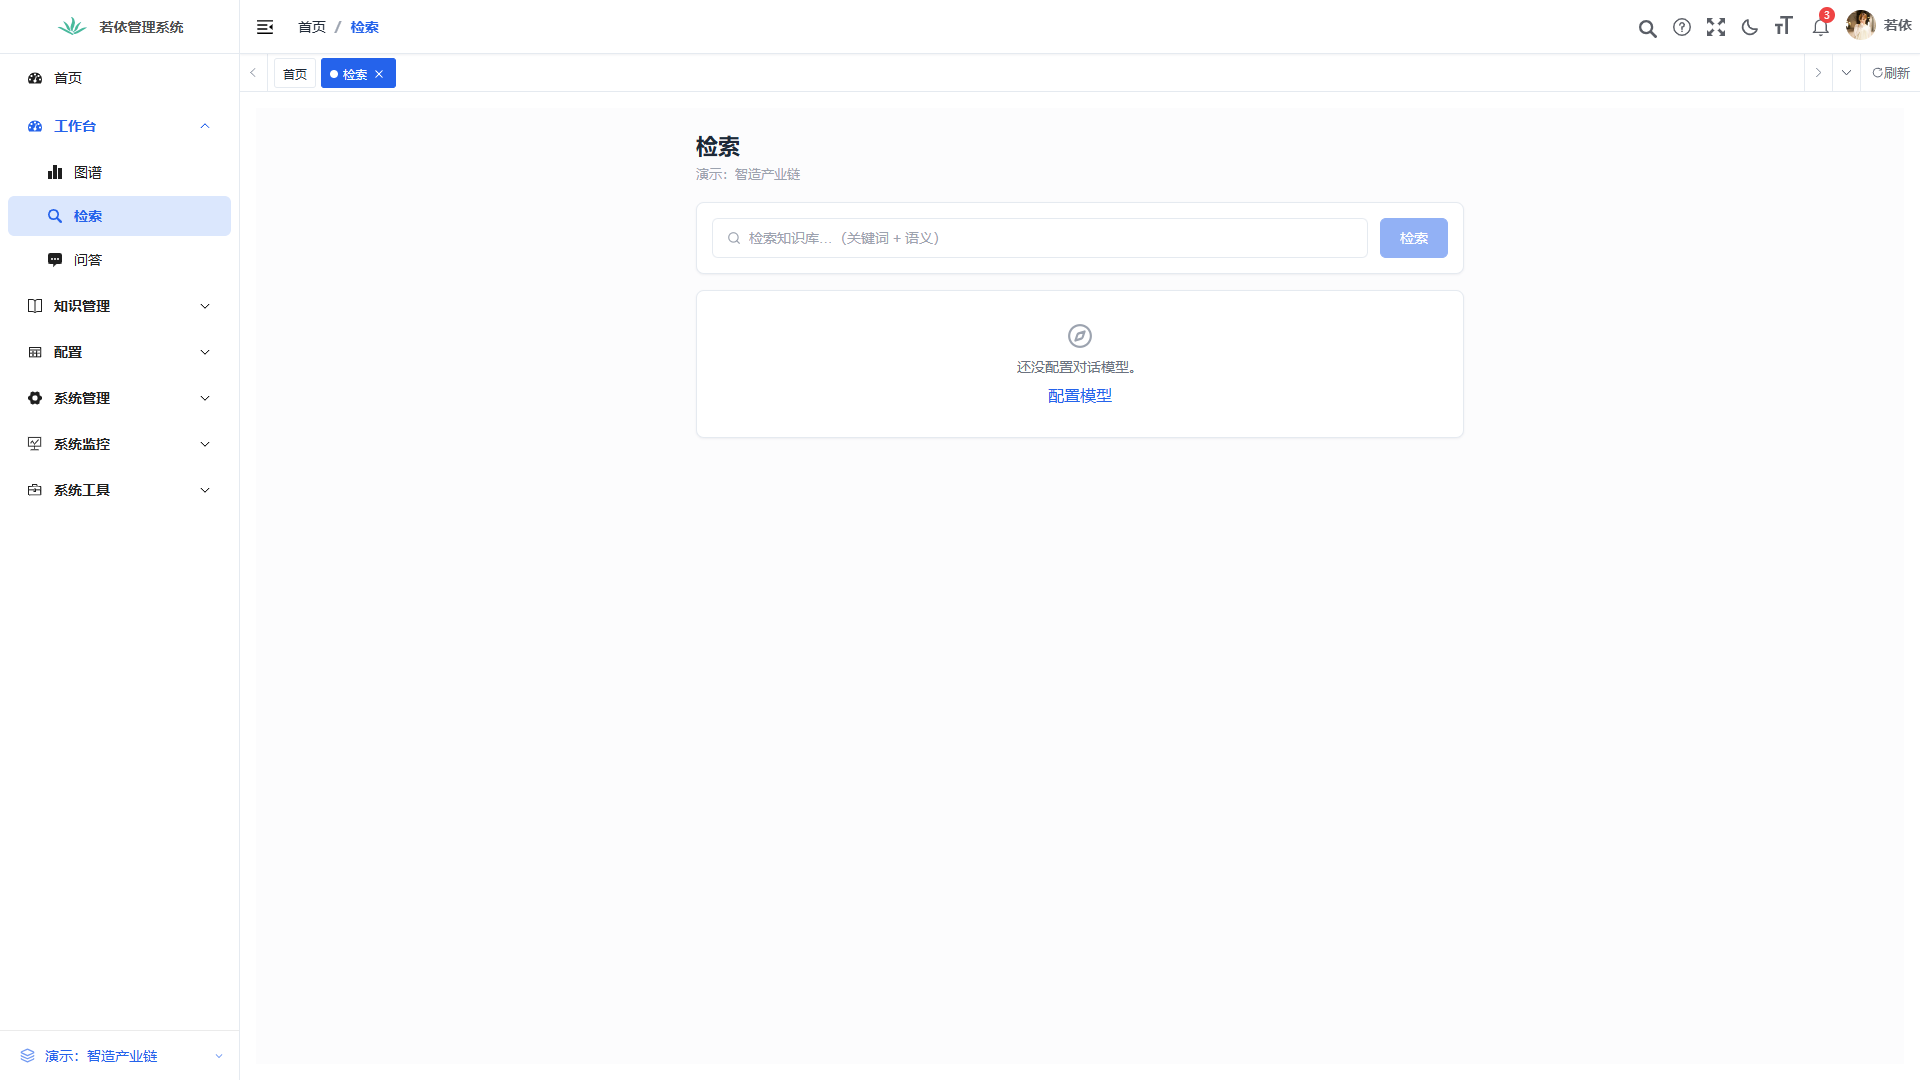 若依管理系统
首页 / 检索
3
若依
首页
检索
刷新
首页
工作台
图谱
检索
问答
知识管理
配置
系统管理
系统监控
系统工具
演示：智造产业链
检索
演示：智造产业链
检索知识库...（关键词 + 语义）
检索
还没配置对话模型。
配置模型